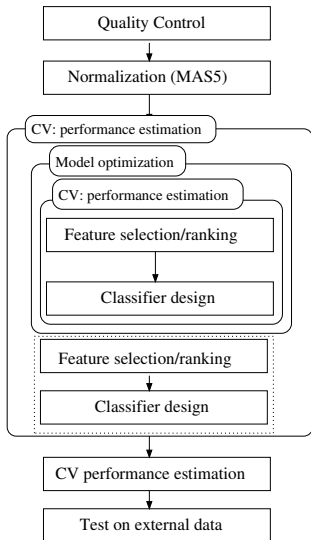 Quality Control
Normalization (MAS5)
CV: performance estimation
Model optimization
CV: performance estimation
Feature selection/ranking
Classifier design
Feature selection/ranking
Classifier design
CV performance estimation
Test on external data